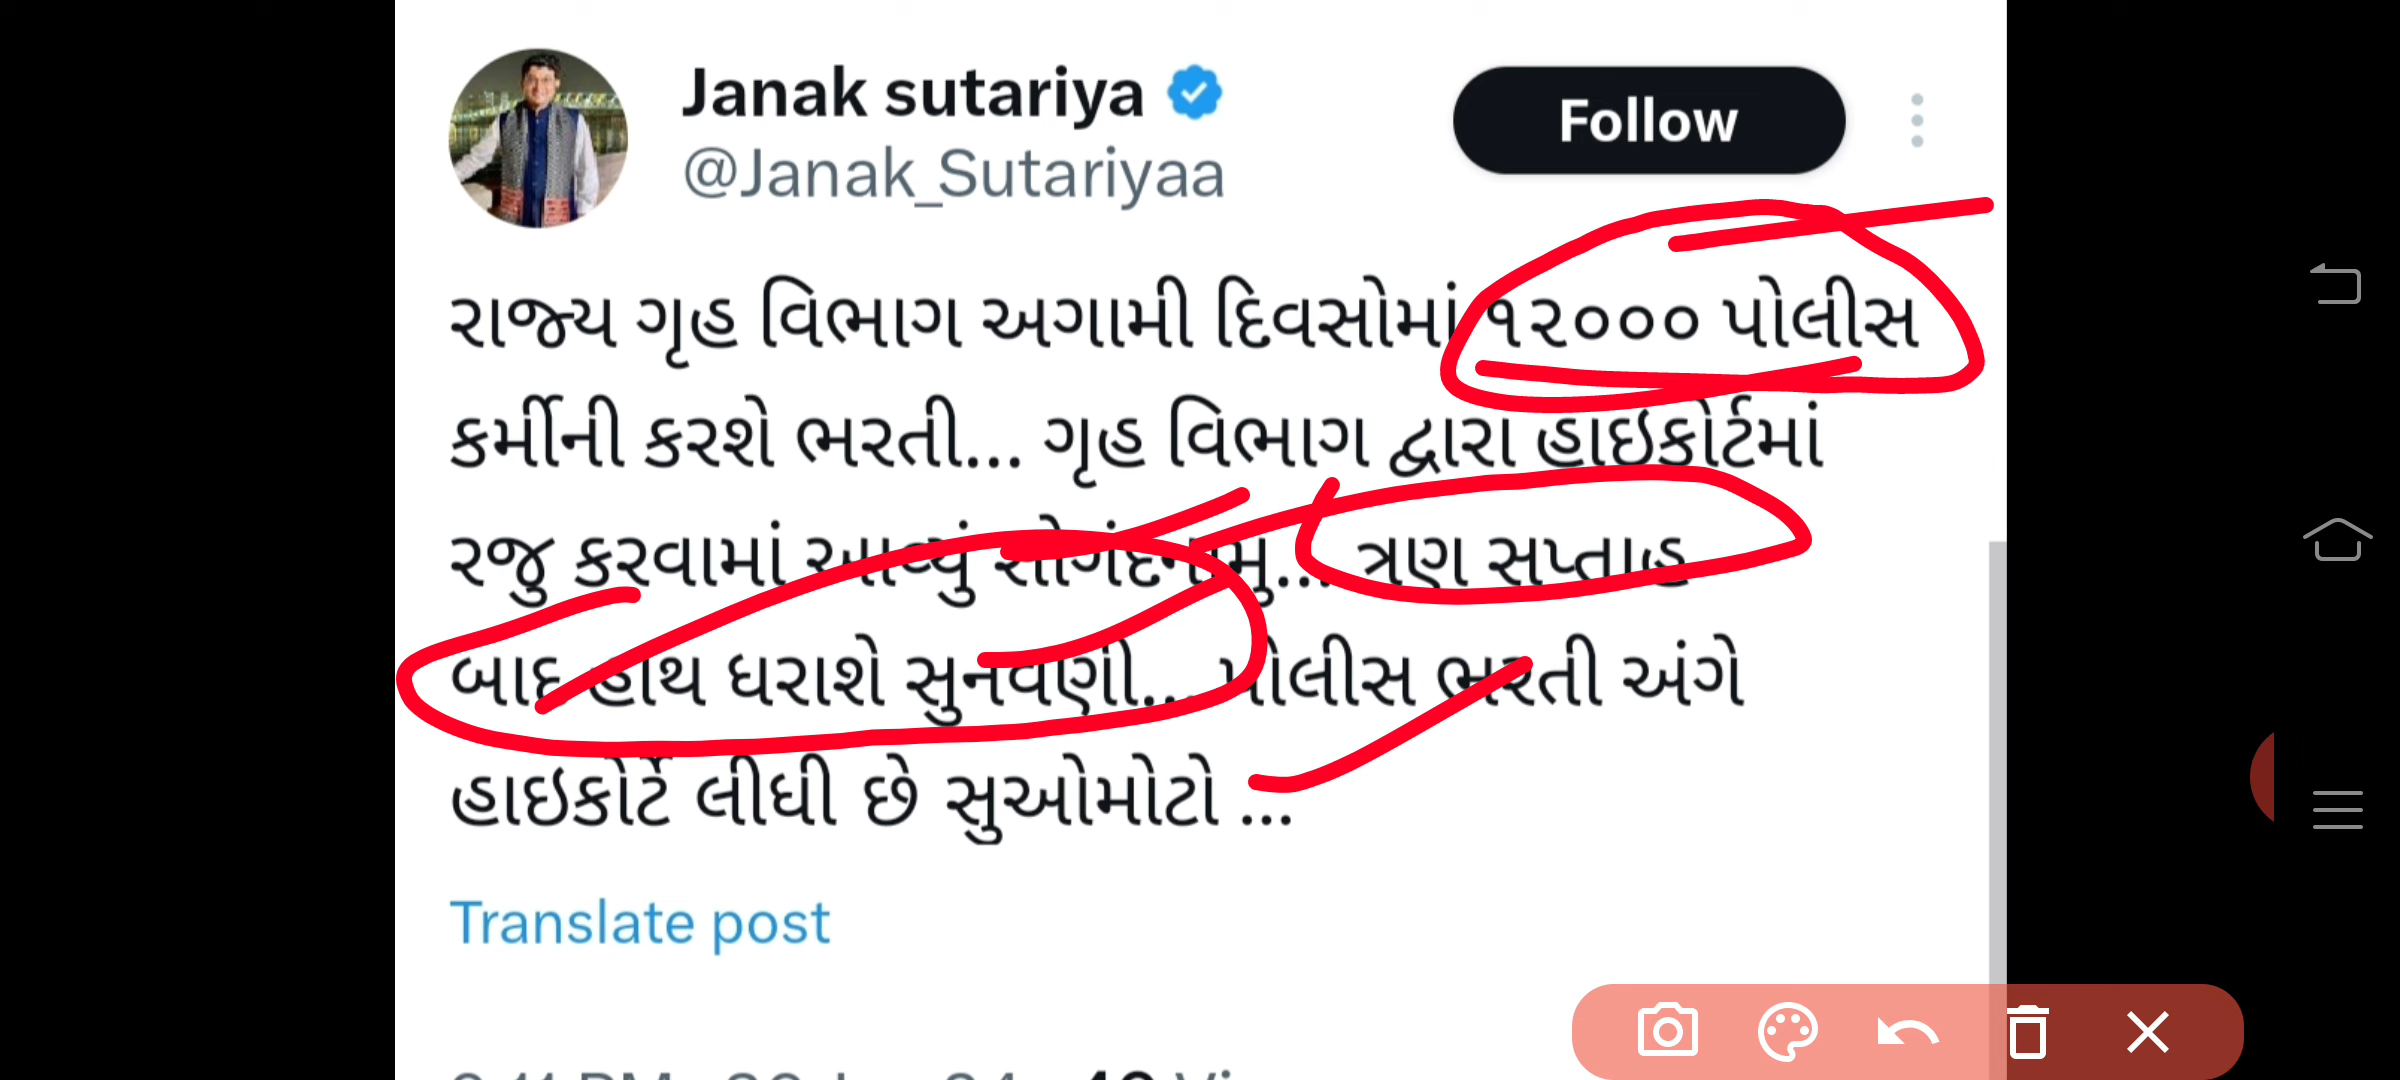 Janak sutariya
@Janak_Sutariyaa
Follow
રાજ્ય ગૃહ વિભાગ અગામી દિવસોમાં ૧૨૦૦૦ પોલીસ
કર્મીની કરશે ભરતી... ગૃહ વિભાગ દ્વારા હાઇકોર્ટમાં
રજુ કરવામાં આવ્યું સોગંદનામુ... ત્રણ સપ્તાહ
બાદ હાથ ધરાશે સુનવણી... પોલીસ ભરતી અંગે
હાઇકોર્ટે લીધી છે સુઓમોટો ...
Translate post